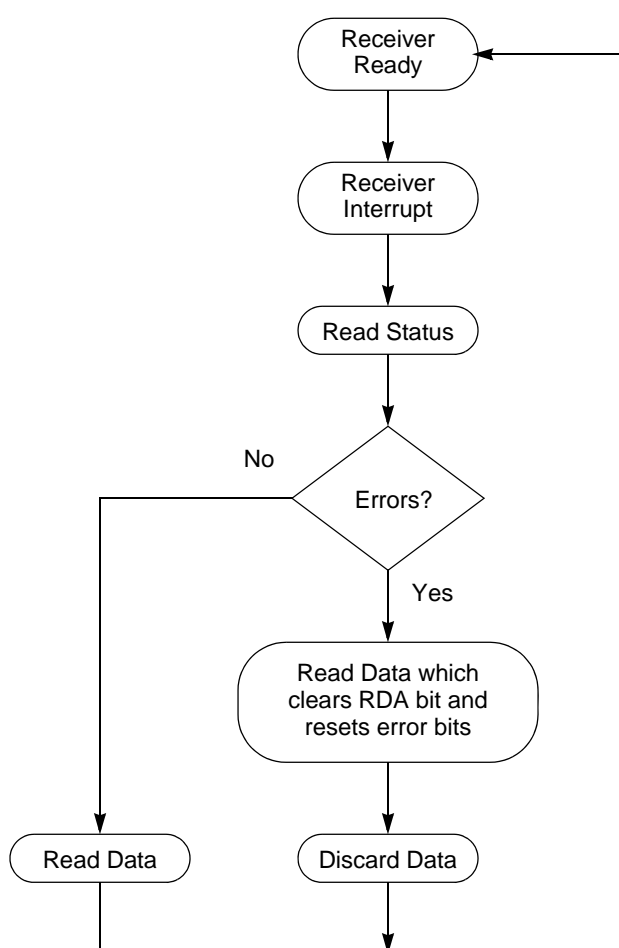 Receiver
Ready
Receiver
Interrupt
Read Status
No
Errors?
Yes
Read Data which
clears RDA bit and
resets error bits
Read Data
Discard Data